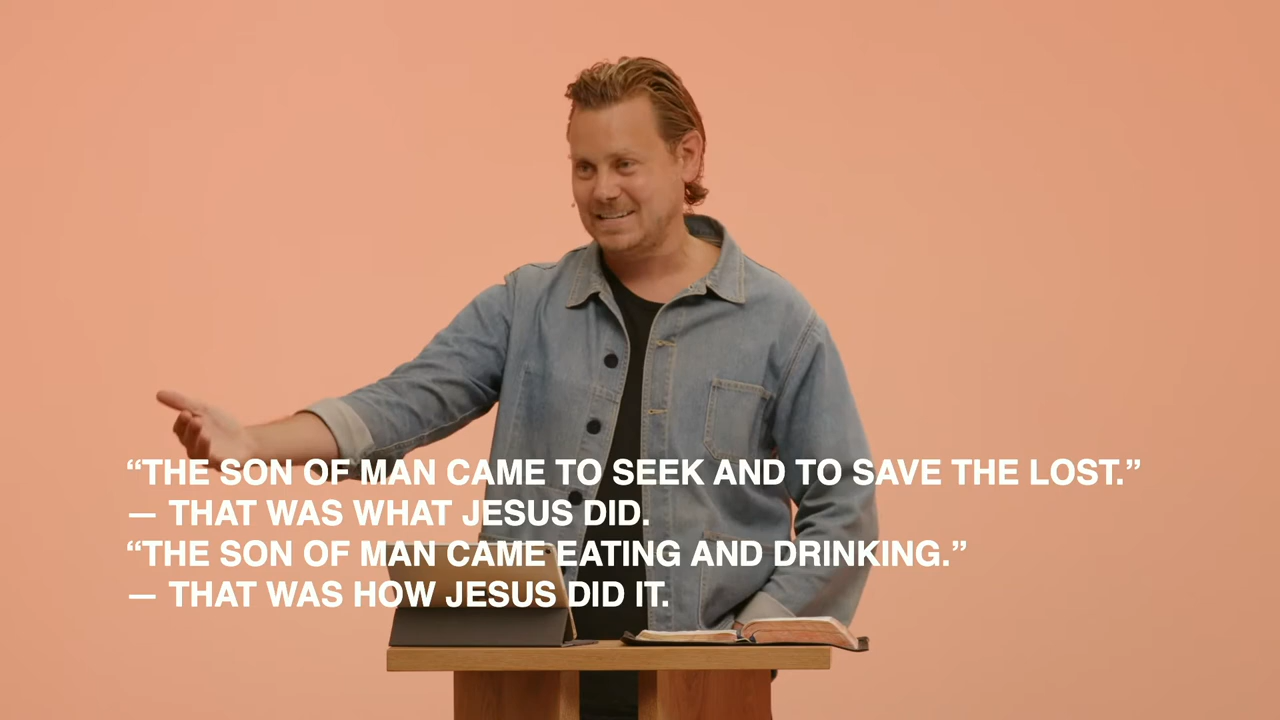 “THE SON OF MAN CAME TO SEEK AND TO SAVE THE LOST.”
— THAT WAS WHAT JESUS DID.
“THE SON OF MAN CAME EATING AND DRINKING.”
— THAT WAS HOW JESUS DID IT.